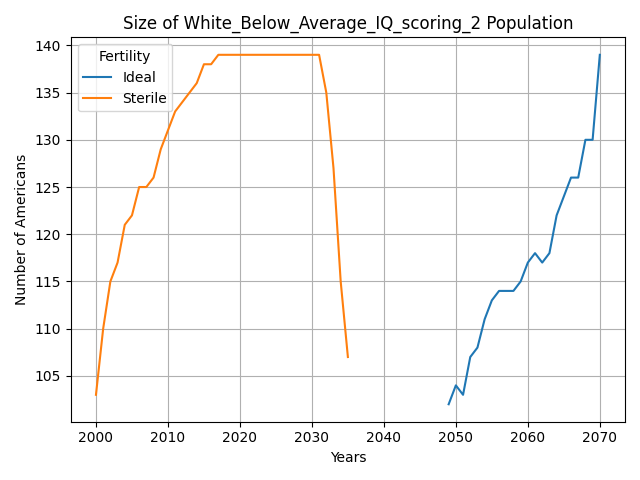 Size of White_Below_Average_IQ_scoring_2 Population
Fertility
Ideal
Sterile
140
135
130
125
120
115
110
105
Number of Americans
2000 2010 2020 2030 2040 2050 2060 2070
Years